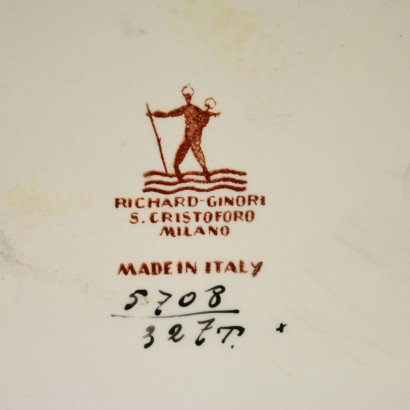 RICHARD-GINORI
S. CRISTOFORO
MILANO
MADE IN ITALY
5708
327T.